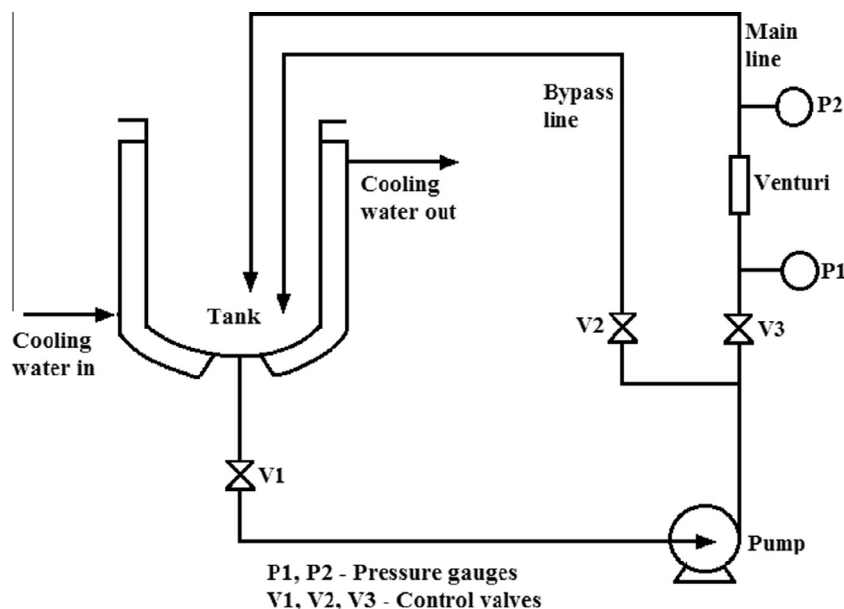 Main
line
P2
Bypass
line
Venturi
Cooling
water out
P1
Tank
V2
V3
Cooling
water in
V1
Pump
P1, P2 - Pressure gauges
V1, V2, V3 - Control valves